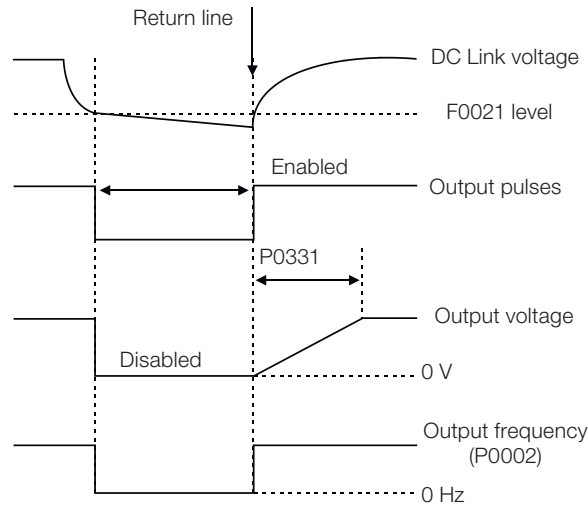 Return line
DC Link voltage
F0021 level
Enabled
Output pulses
P0331
Output voltage
Disabled
0 V
Output frequency
(P0002)
0 Hz